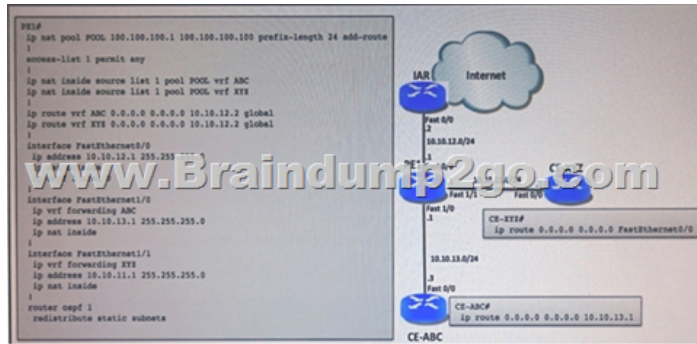 PE1#
ip nat pool POOL 100.100.100.1 100.100.100.100 prefix-length 24 add-route
!
access-list 1 permit any
!
ip nat inside source list 1 pool POOL vrf ABC
ip nat inside source list 1 pool POOL vrf XYZ
!
ip route vrf ABC 0.0.0.0 0.0.0.0 10.10.12.2 global
ip route vrf XYZ 0.0.0.0 0.0.0.0 10.10.12.2 global
!
interface FastEthernet0/0
ip address 10.10.12.1 255.255.255.0
!
interface FastEthernet1/0
ip vrf forwarding ABC
ip address 10.10.13.1 255.255.255.0
ip nat inside
!
interface FastEthernet1/1
ip vrf forwarding XYZ
ip address 10.10.11.1 255.255.255.0
ip nat inside
!
router ospf 1
redistribute static subnets
www.Braindump2go.com
IAR
Internet
Fast 0/0
.2
10.10.12.0/24
.1
Fast 1/1
Fast 0/0
Fast 1/0
.1
CE-XYZ#
ip route 0.0.0.0 0.0.0.0 FastEthernet0/0
10.10.13.0/24
.3
Fast 0/0
CE-ABC#
ip route 0.0.0.0 0.0.0.0 10.10.13.1
CE-ABC